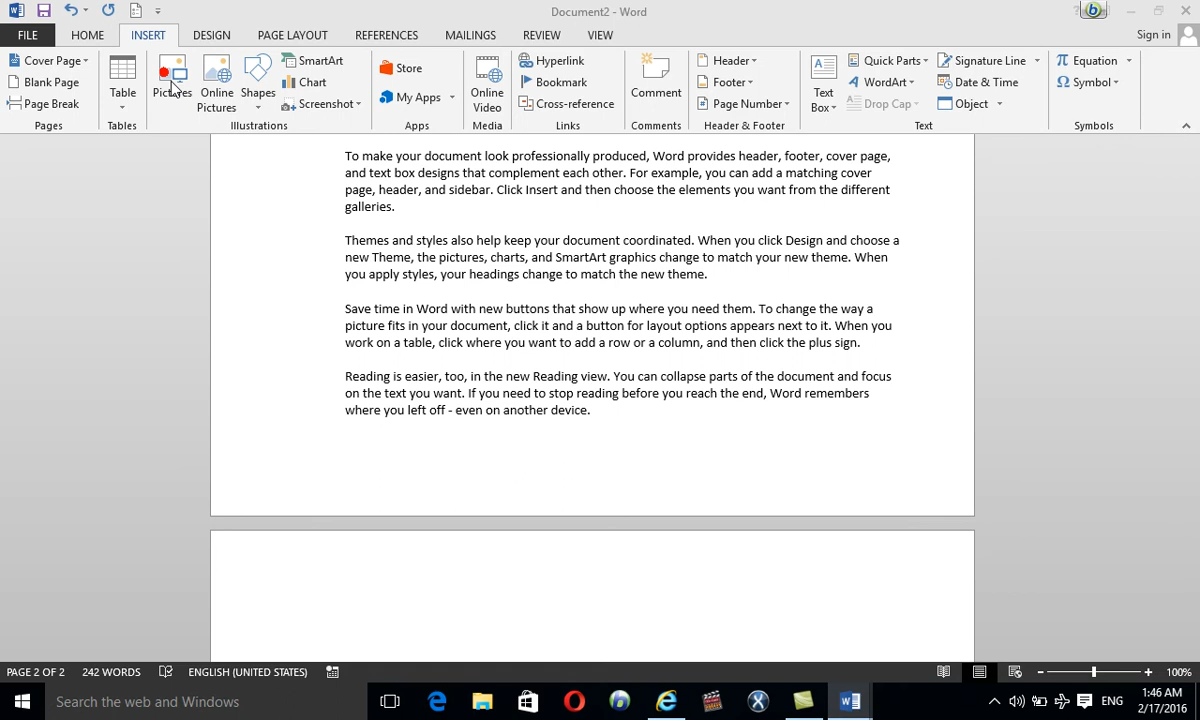 Document2 - Word
?
FILE HOME INSERT DESIGN PAGE LAYOUT REFERENCES MAILINGS REVIEW VIEW Sign in
Cover Page
Blank Page
Page Break
Pages
Table
Tables
Pictures
Online
Pictures
Shapes
SmartArt
Chart
Screenshot
Illustrations
Store
My Apps
Apps
Online
Video
Media
Hyperlink
Bookmark
Cross-reference
Links
Comment
Comments
Header
Footer
Page Number
Header & Footer
Text
Box
Quick Parts
WordArt
Drop Cap
Signature Line
Date & Time
Object
Text
Equation
Symbol
Symbols
To make your document look professionally produced, Word provides header, footer, cover page,
and text box designs that complement each other. For example, you can add a matching cover
page, header, and sidebar. Click Insert and then choose the elements you want from the different
galleries.
Themes and styles also help keep your document coordinated. When you click Design and choose a
new Theme, the pictures, charts, and SmartArt graphics change to match your new theme. When
you apply styles, your headings change to match the new theme.
Save time in Word with new buttons that show up where you need them. To change the way a
picture fits in your document, click it and a button for layout options appears next to it. When you
work on a table, click where you want to add a row or a column, and then click the plus sign.
Reading is easier, too, in the new Reading view. You can collapse parts of the document and focus
on the text you want. If you need to stop reading before you reach the end, Word remembers
where you left off - even on another device.
PAGE 2 OF 2 242 WORDS ENGLISH (UNITED STATES) 100%
Search the web and Windows
ENG
1:46 AM
2/17/2016